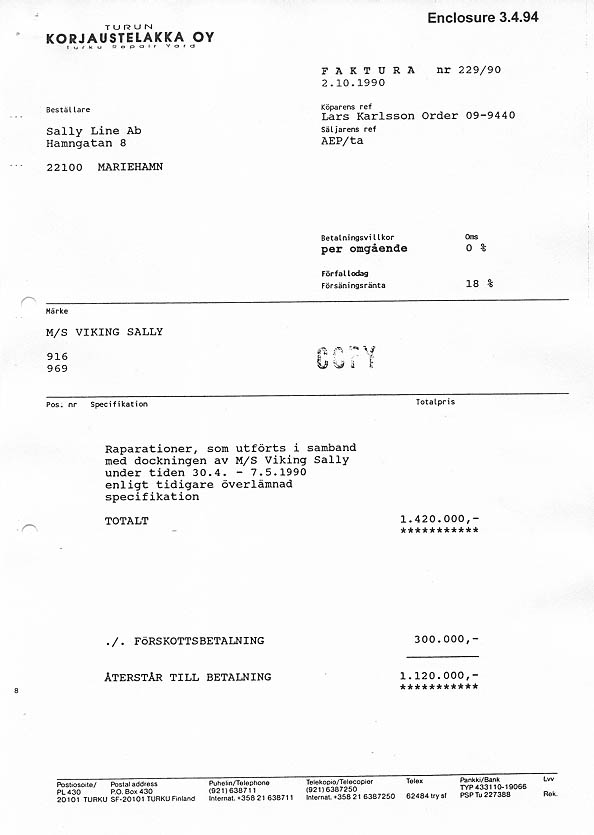 Enclosure 3.4.94
TURUN
KORJAUSTELAKKA OY
Turku Repair Yard
FAKTURA nr 229/90
2.10.1990
Beställare
Köparens ref
Lars Karlsson Order 09-9440
Sally Line Ab
Säljarens ref
Hamngatan 8
AEP/ta
22100 MARIEHAMN
Betalningsvillkor Oms
per omgående 0 %
Förfallodag
Försäningsränta 18 %
Märke
M/S VIKING SALLY
916
COPY
969
Pos. nr Specifikation Totalpris
Raparationer, som utförts i samband
med dockningen av M/S Viking Sally
under tiden 30.4. - 7.5.1990
enligt tidigare överlämnad
specifikation
TOTALT 1.420.000,-
***********
./. FÖRSKOTTSBETALNING 300.000,-
ÅTERSTÅR TILL BETALNING 1.120.000,-
***********
8
Postiosoite/ Postal address Puhelin/Telephone Telekopio/Telecopier Telex Pankki/Bank Lvv
PL 430 P.O. Box 430 (921) 638711 (921) 6387250 TYP 433110-19066
20101 TURKU SF-20101 TURKU Finland Internat. +358 21 638711 Internat. +358 21 6387250 62484 try sf PSP Tu 227388 Rek.